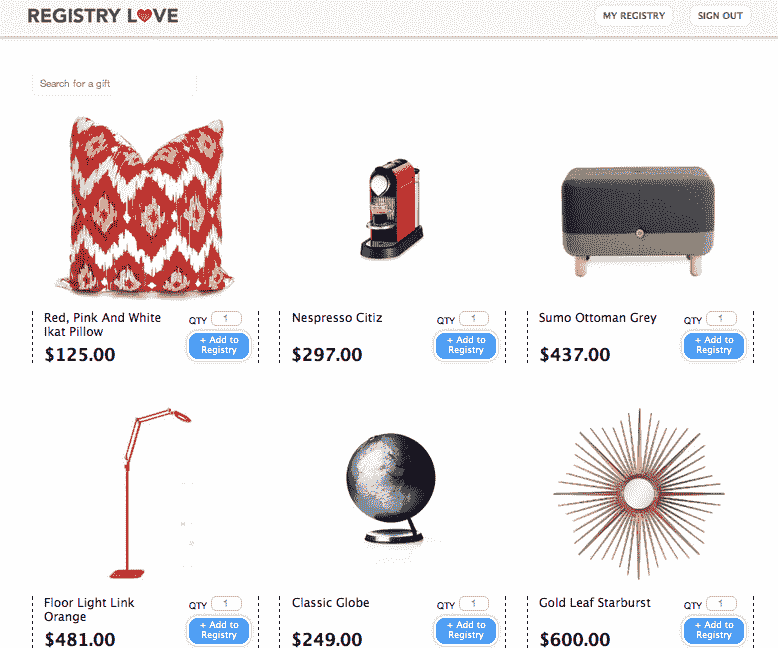 REGISTRY LOVE
MY REGISTRY
SIGN OUT
Search for a gift
Red, Pink And White
Ikat Pillow
$125.00
QTY 1
+ Add to
Registry
Nespresso Citiz
$297.00
QTY 1
+ Add to
Registry
Sumo Ottoman Grey
$437.00
QTY 1
+ Add to
Registry
Floor Light Link
Orange
$481.00
QTY 1
+ Add to
Registry
Classic Globe
$249.00
QTY 1
+ Add to
Registry
Gold Leaf Starburst
$600.00
QTY 1
+ Add to
Registry